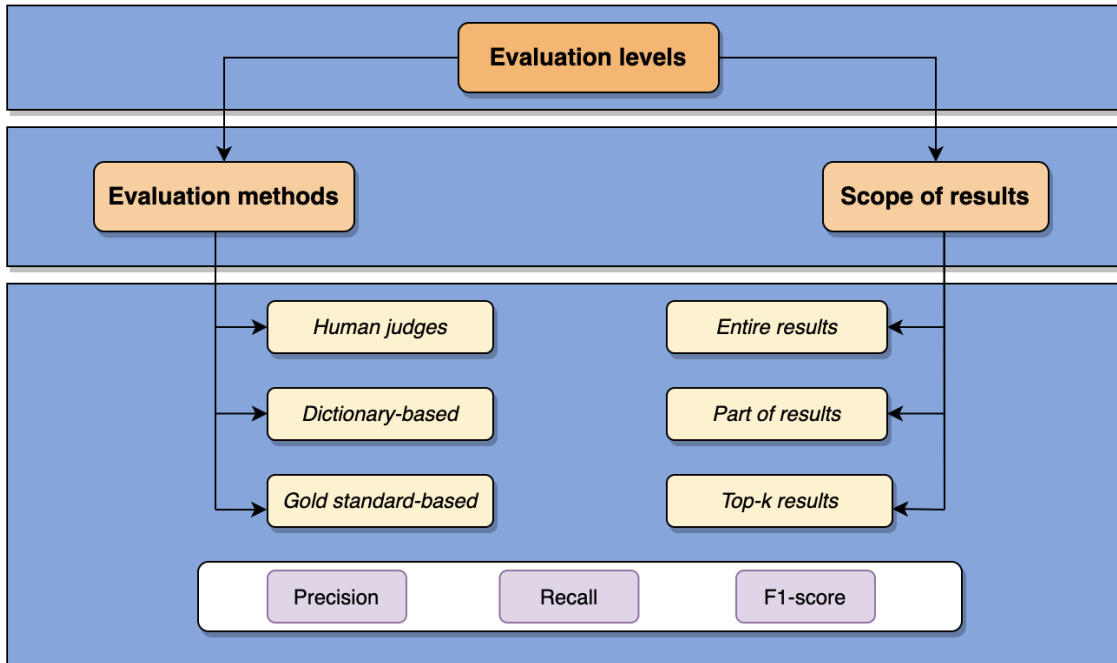 Evaluation levels
Evaluation methods
Scope of results
Human judges
Entire results
Dictionary-based
Part of results
Gold standard-based
Top-k results
Precision
Recall
F1-score